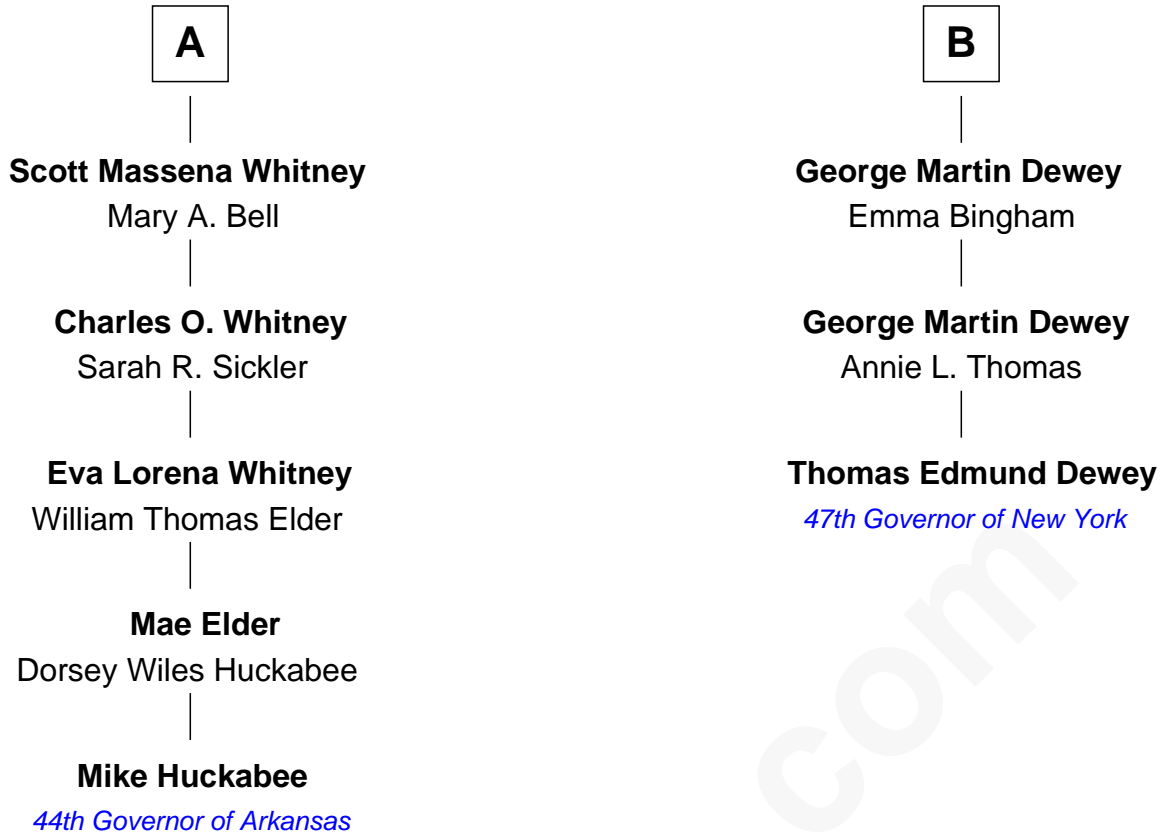 A
Scott Massena Whitney
Mary A. Bell
Charles O. Whitney
Sarah R. Sickler
Eva Lorena Whitney
William Thomas Elder
Mae Elder
Dorsey Wiles Huckabee
Mike Huckabee
44th Governor of Arkansas
B
George Martin Dewey
Emma Bingham
George Martin Dewey
Annie L. Thomas
Thomas Edmund Dewey
47th Governor of New York
com